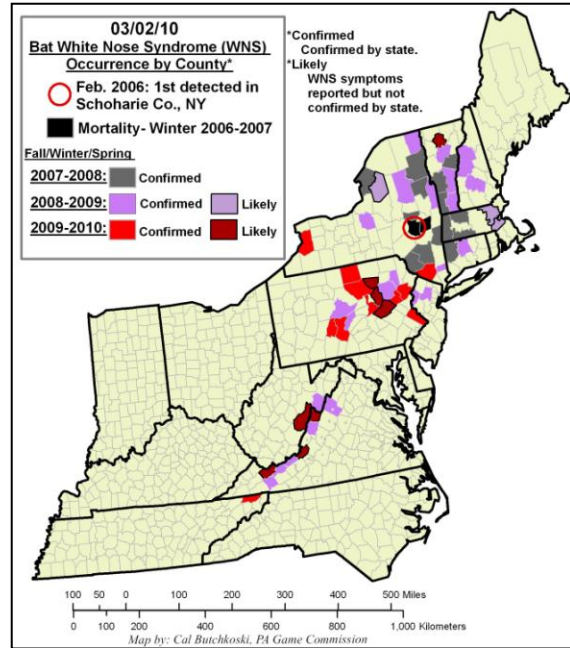 03/02/10
Bat White Nose Syndrome (WNS)
Occurrence by County*
Feb. 2006: 1st detected in
Schoharie Co., NY
Mortality- Winter 2006-2007
Fall/Winter/Spring
2007-2008: Confirmed
2008-2009: Confirmed Likely
2009-2010: Confirmed Likely
*Confirmed
Confirmed by state.
*Likely
WNS symptoms
reported but not
confirmed by state.
100 50 0 100 200 300 400 500 Miles
100 0 200 400 600 800 1,000 Kilometers
Map by: Cal Butchkoski, PA Game Commission